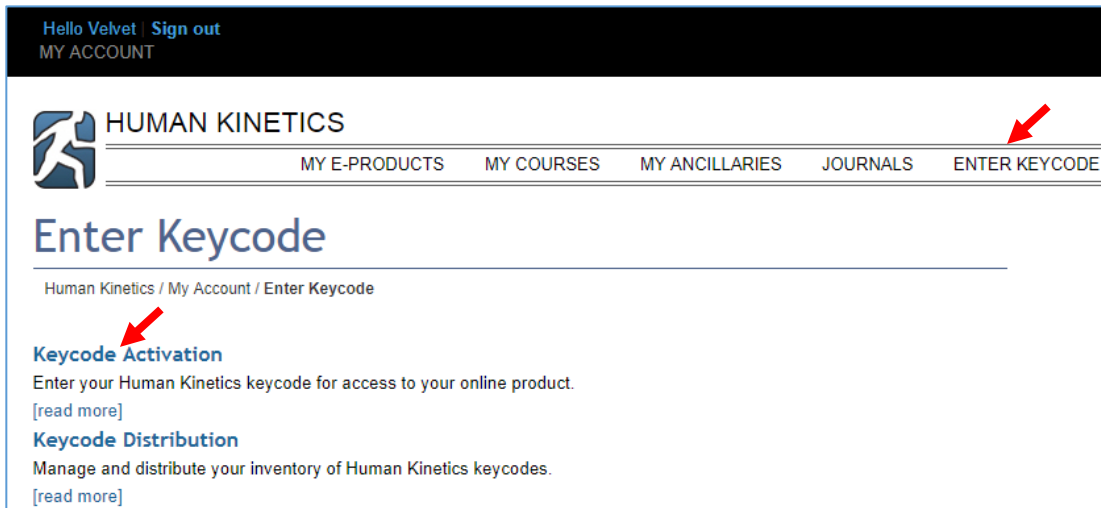 Hello Velvet | Sign out
MY ACCOUNT
HUMAN KINETICS
MY E-PRODUCTS MY COURSES MY ANCILLARIES JOURNALS ENTER KEYCODE
Enter Keycode
Human Kinetics / My Account / Enter Keycode
Keycode Activation
Enter your Human Kinetics keycode for access to your online product.
[read more]
Keycode Distribution
Manage and distribute your inventory of Human Kinetics keycodes.
[read more]